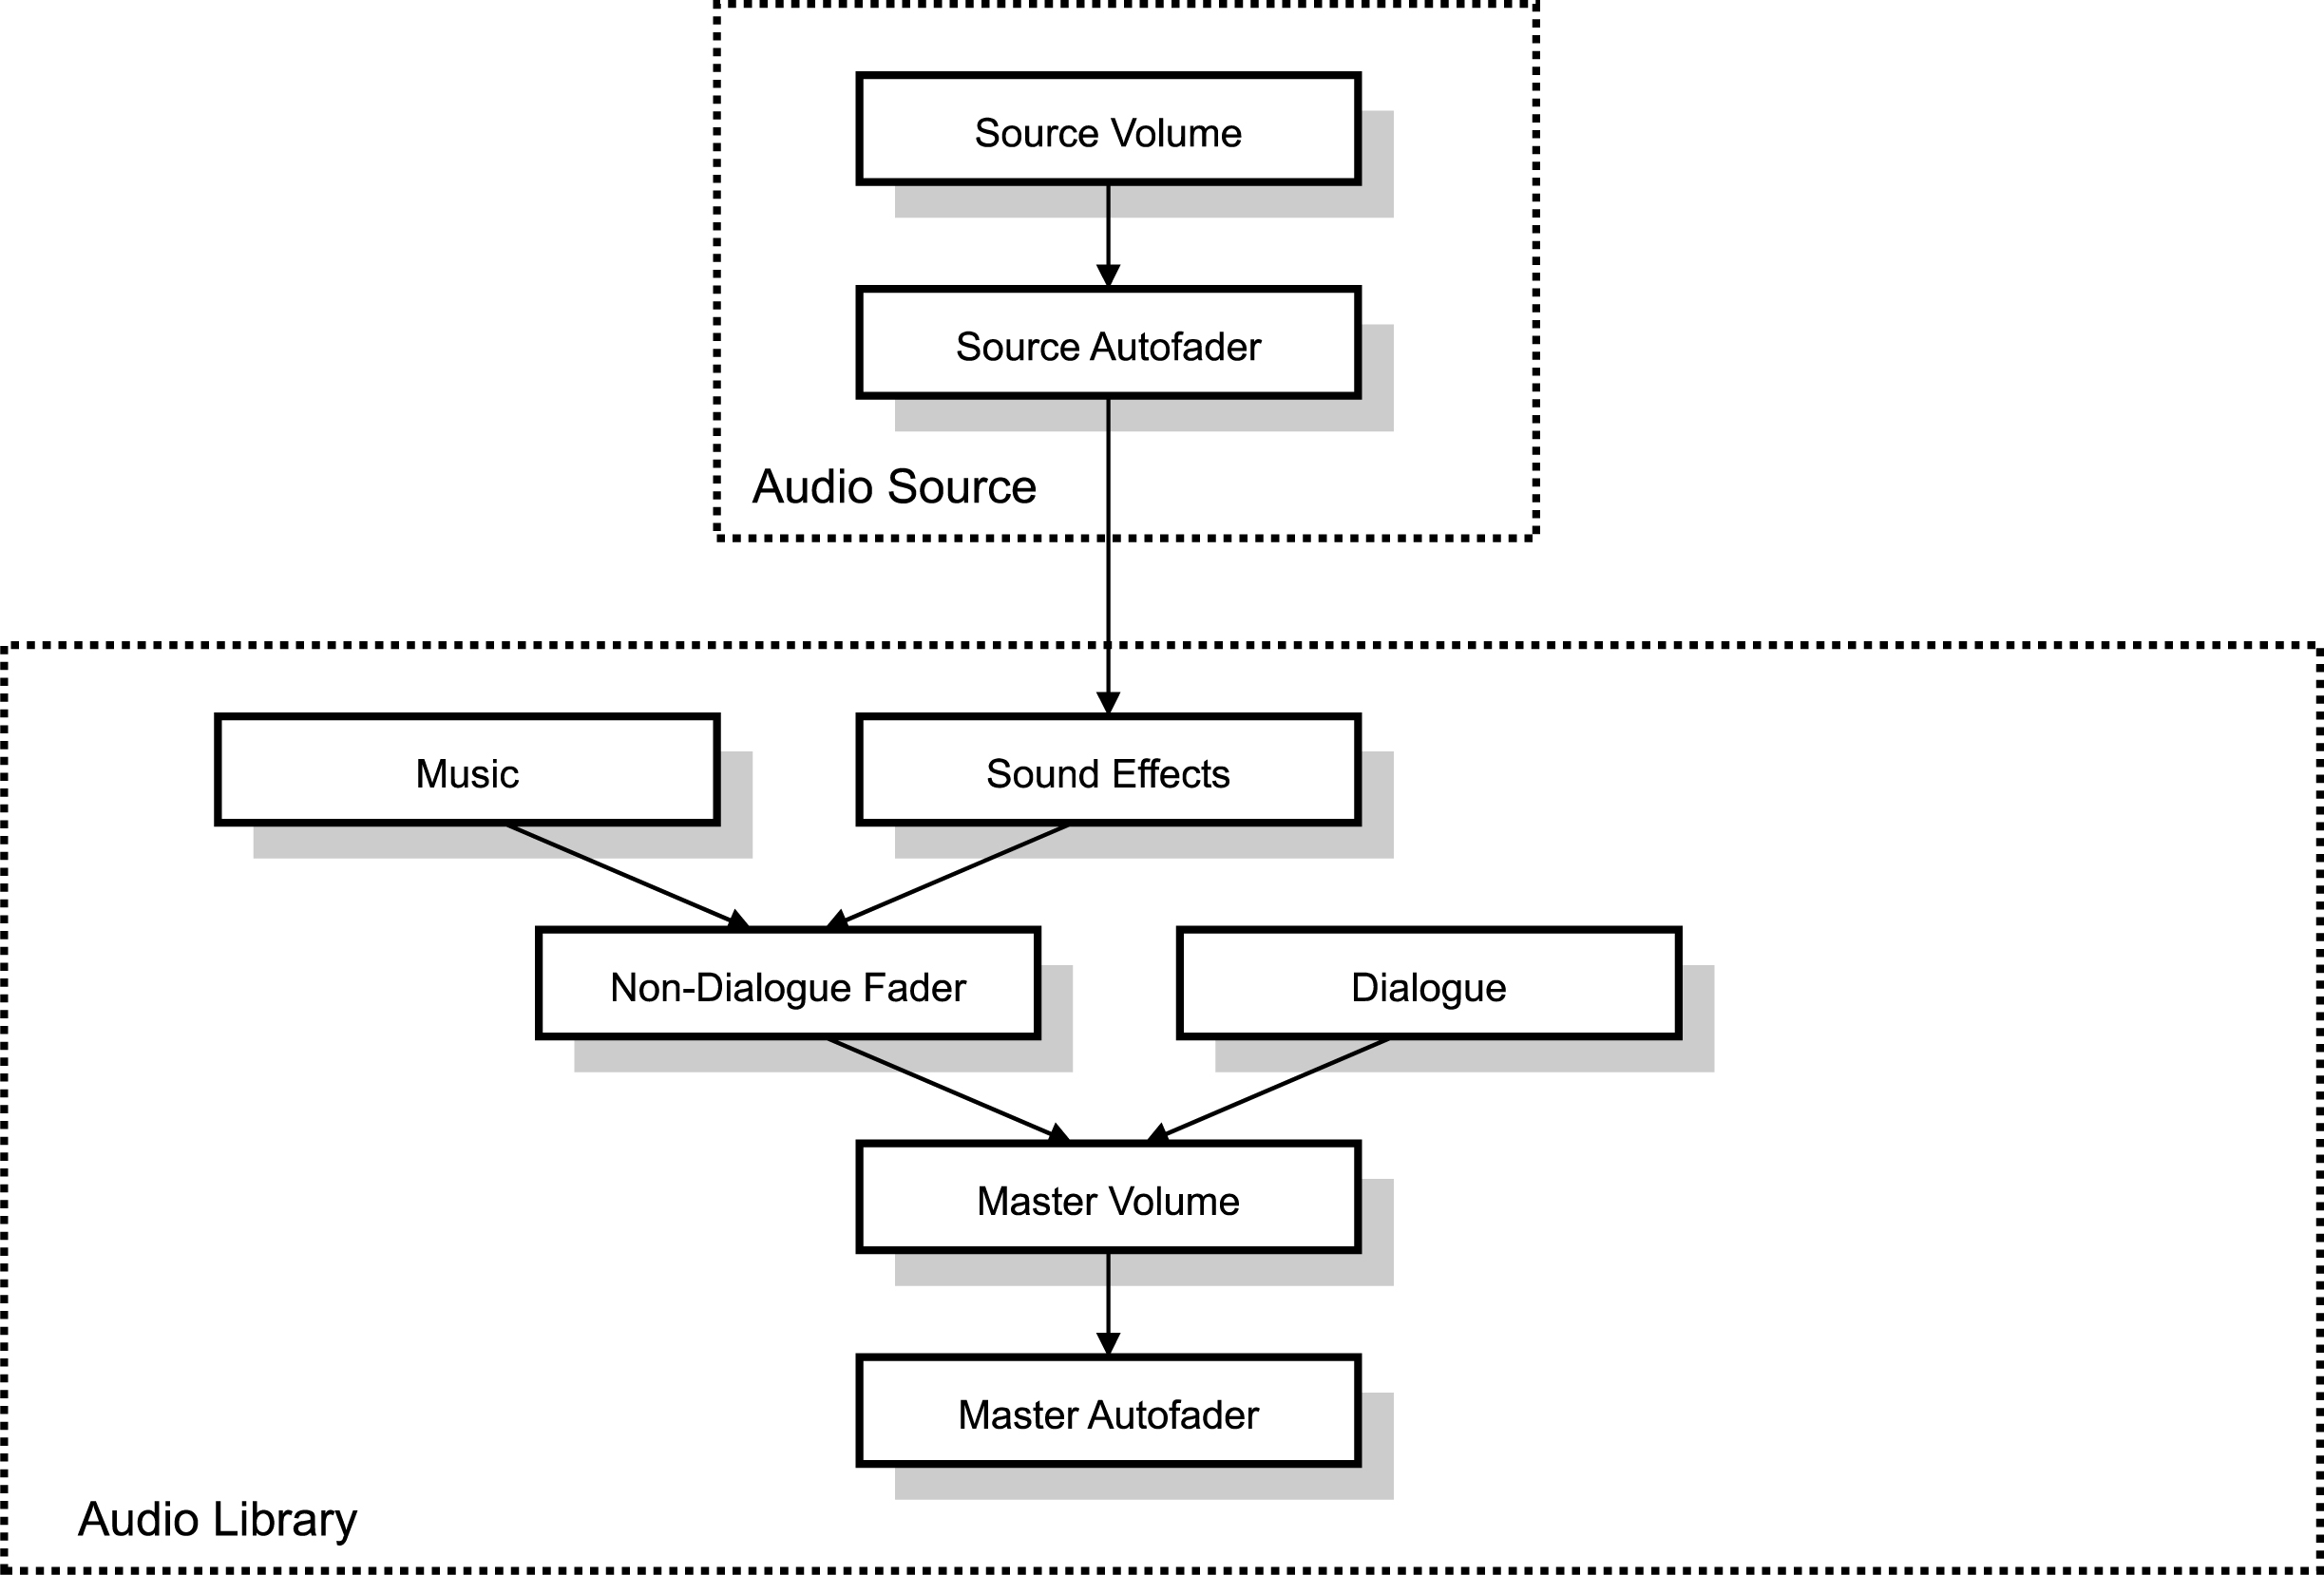 Source Volume
Source Autofader
Audio Source
Music
Sound Effects
Non-Dialogue Fader
Dialogue
Master Volume
Master Autofader
Audio Library